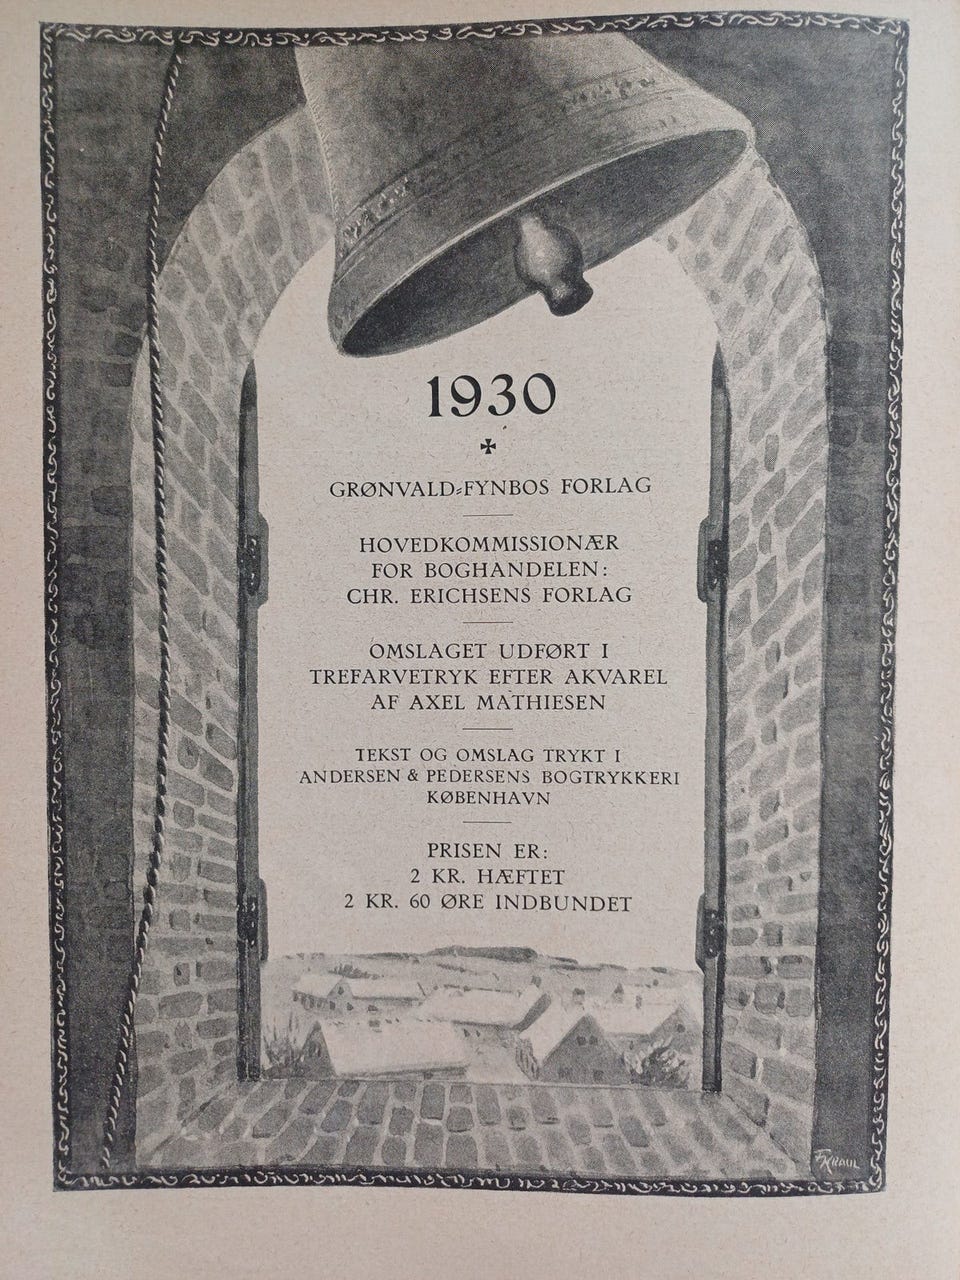 1930
✠
GRØNVALD-FYNBOS FORLAG
HOVEDKOMMISSIONÆR
FOR BOGHANDELEN:
CHR. ERICHSENS FORLAG
OMSLAGET UDFØRT I
TREFARVETRYK EFTER AKVAREL
AF AXEL MATHIESEN
TEKST OG OMSLAG TRYKT I
ANDERSEN & PEDERSENS BOGTRYKKERI
KØBENHAVN
PRISEN ER:
2 KR. HÆFTET
2 KR. 60 ØRE INDBUNDET
FKRAUL